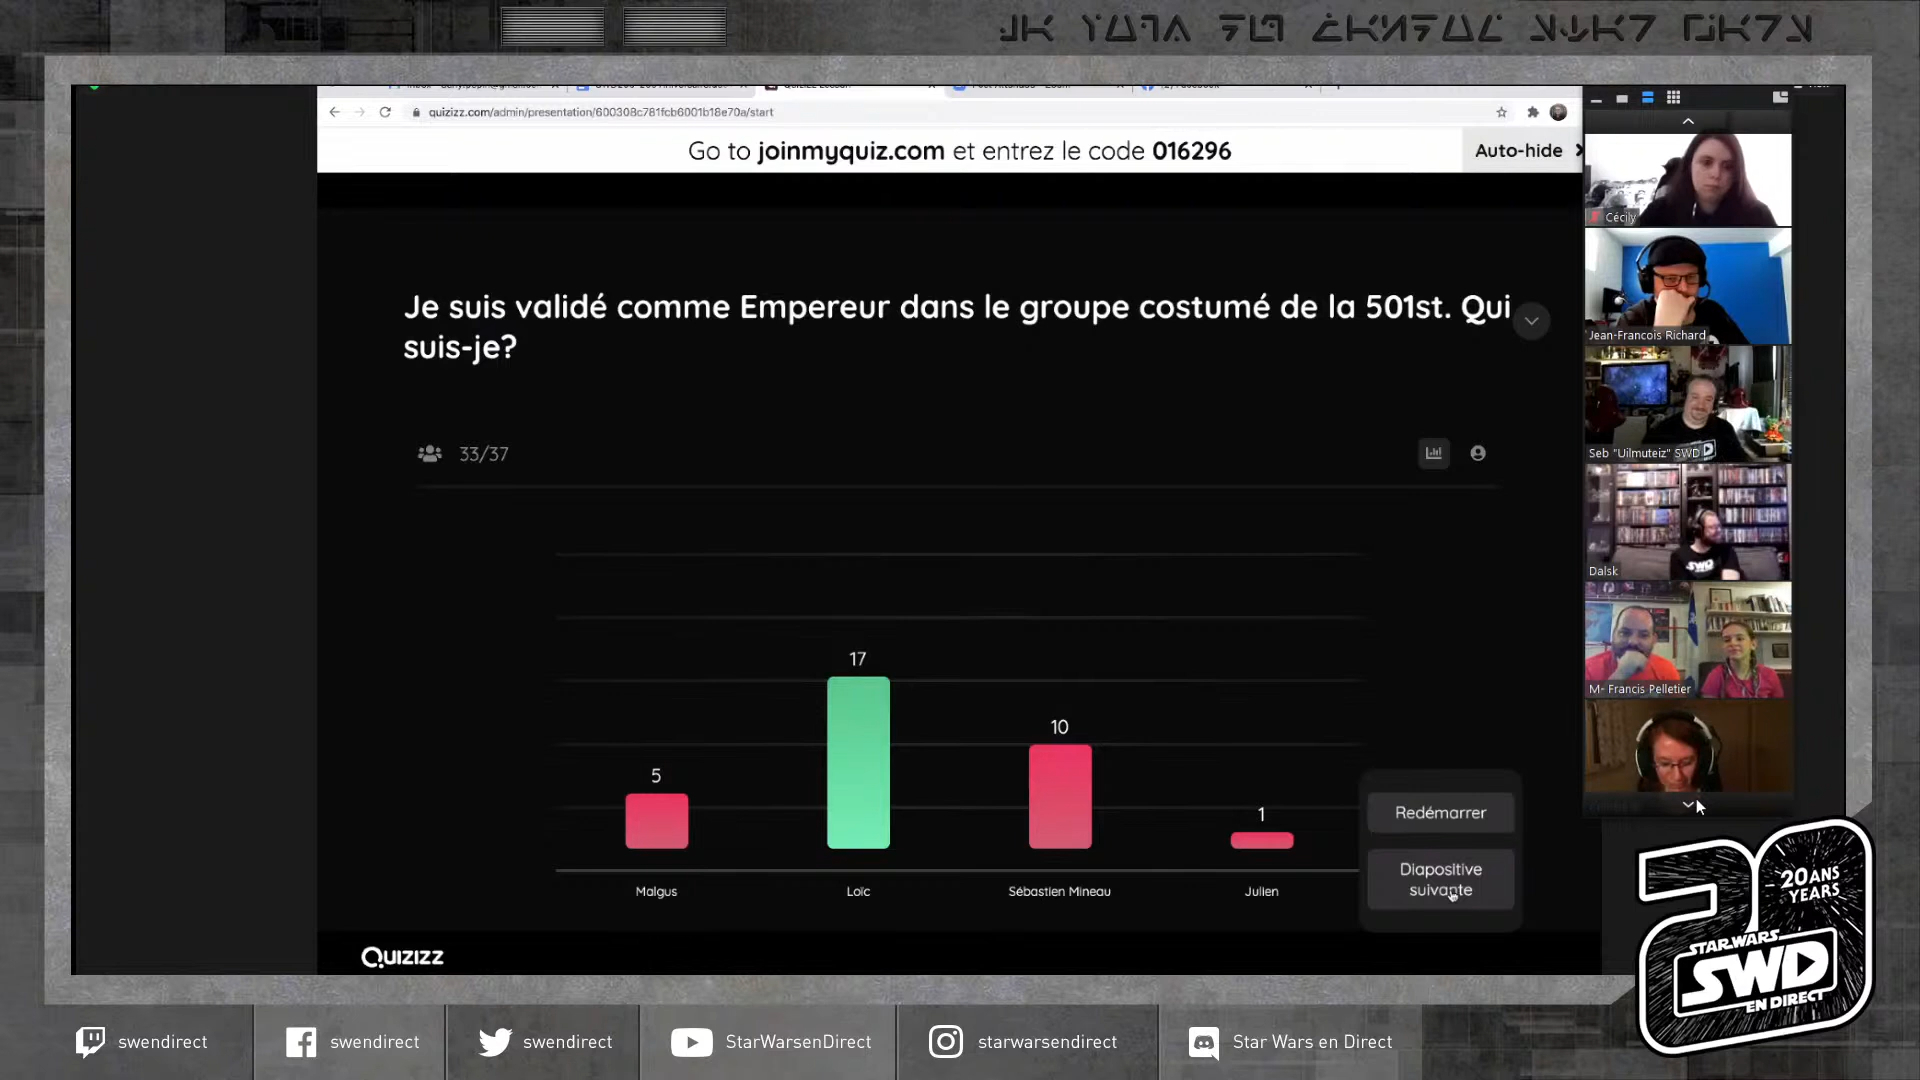 quizizz.com/admin/presentation/600308c781fcb6001b18e70a/start
Go to joinmyquiz.com et entrez le code 016296
Auto-hide
Je suis validé comme Empereur dans le groupe costumé de la 501st. Qui
suis-je?
33/37
17
10
5
1
Malgus
Loïc
Sébastien Mineau
Julien
Redémarrer
Diapositive
suivante
Quizizz
Cécily
Jean-Francois Richard
Seb "Uilmuteiz" SWD
SWD
Dalsk
M- Francis Pelletier
20 ANS
YEARS
STAR WARS
SWD
EN DIRECT
swendirect
swendirect
swendirect
StarWarsenDirect
starwarsendirect
Star Wars en Direct